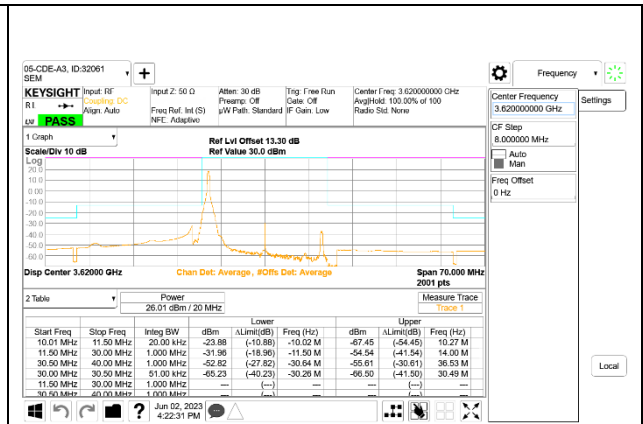 05-CDE-A3, ID:32061
SEM
Frequency
KEYSIGHT Input: RF Input Z: 50 Ω Atten: 30 dB Trig: Free Run Center Freq: 3.620000000 GHz
Coupling: DC Preamp: Off Gate: Off Avg|Hold: 100.00% of 100
Align: Auto Freq Ref: Int (S) µW Path: Standard IF Gain: Low Radio Std: None
NFE: Adaptive
PASS
Center Frequency
3.620000000 GHz
Settings
CF Step
8.000000 MHz
Auto
Man
Freq Offset
0 Hz
1 Graph
Ref Lvl Offset 13.30 dB
Scale/Div 10 dB Ref Value 30.0 dBm
Log
20.0
10.0
0.00
-10.0
-20.0
-30.0
-40.0
-50.0
-60.0
Disp Center 3.62000 GHz Chan Det: Average, #Offs Det: Average Span 70.000 MHz
2001 pts
2 Table Power Measure Trace
26.01 dBm / 20 MHz Trace 1
Lower Upper
Start Freq Stop Freq Integ BW dBm ΔLimit(dB) Freq (Hz) dBm ΔLimit(dB) Freq (Hz)
10.01 MHz 11.50 MHz 20.00 kHz -23.88 (-10.88) -10.02 M -67.45 (-54.45) 10.27 M
11.50 MHz 30.00 MHz 1.000 MHz -31.96 (-18.96) -11.50 M -54.54 (-41.54) 14.00 M
30.50 MHz 40.00 MHz 1.000 MHz -52.82 (-27.82) -30.64 M -55.61 (-30.61) 36.53 M
30.00 MHz 30.50 MHz 51.00 kHz -65.23 (-40.23) -30.26 M -66.50 (-41.50) 30.49 M
11.50 MHz 30.00 MHz 1.000 MHz --- (---) --- --- (---) ---
30.50 MHz 40.00 MHz 1.000 MHz --- (---) --- --- (---) ---
Local
? Jun 02, 2023
4:22:31 PM